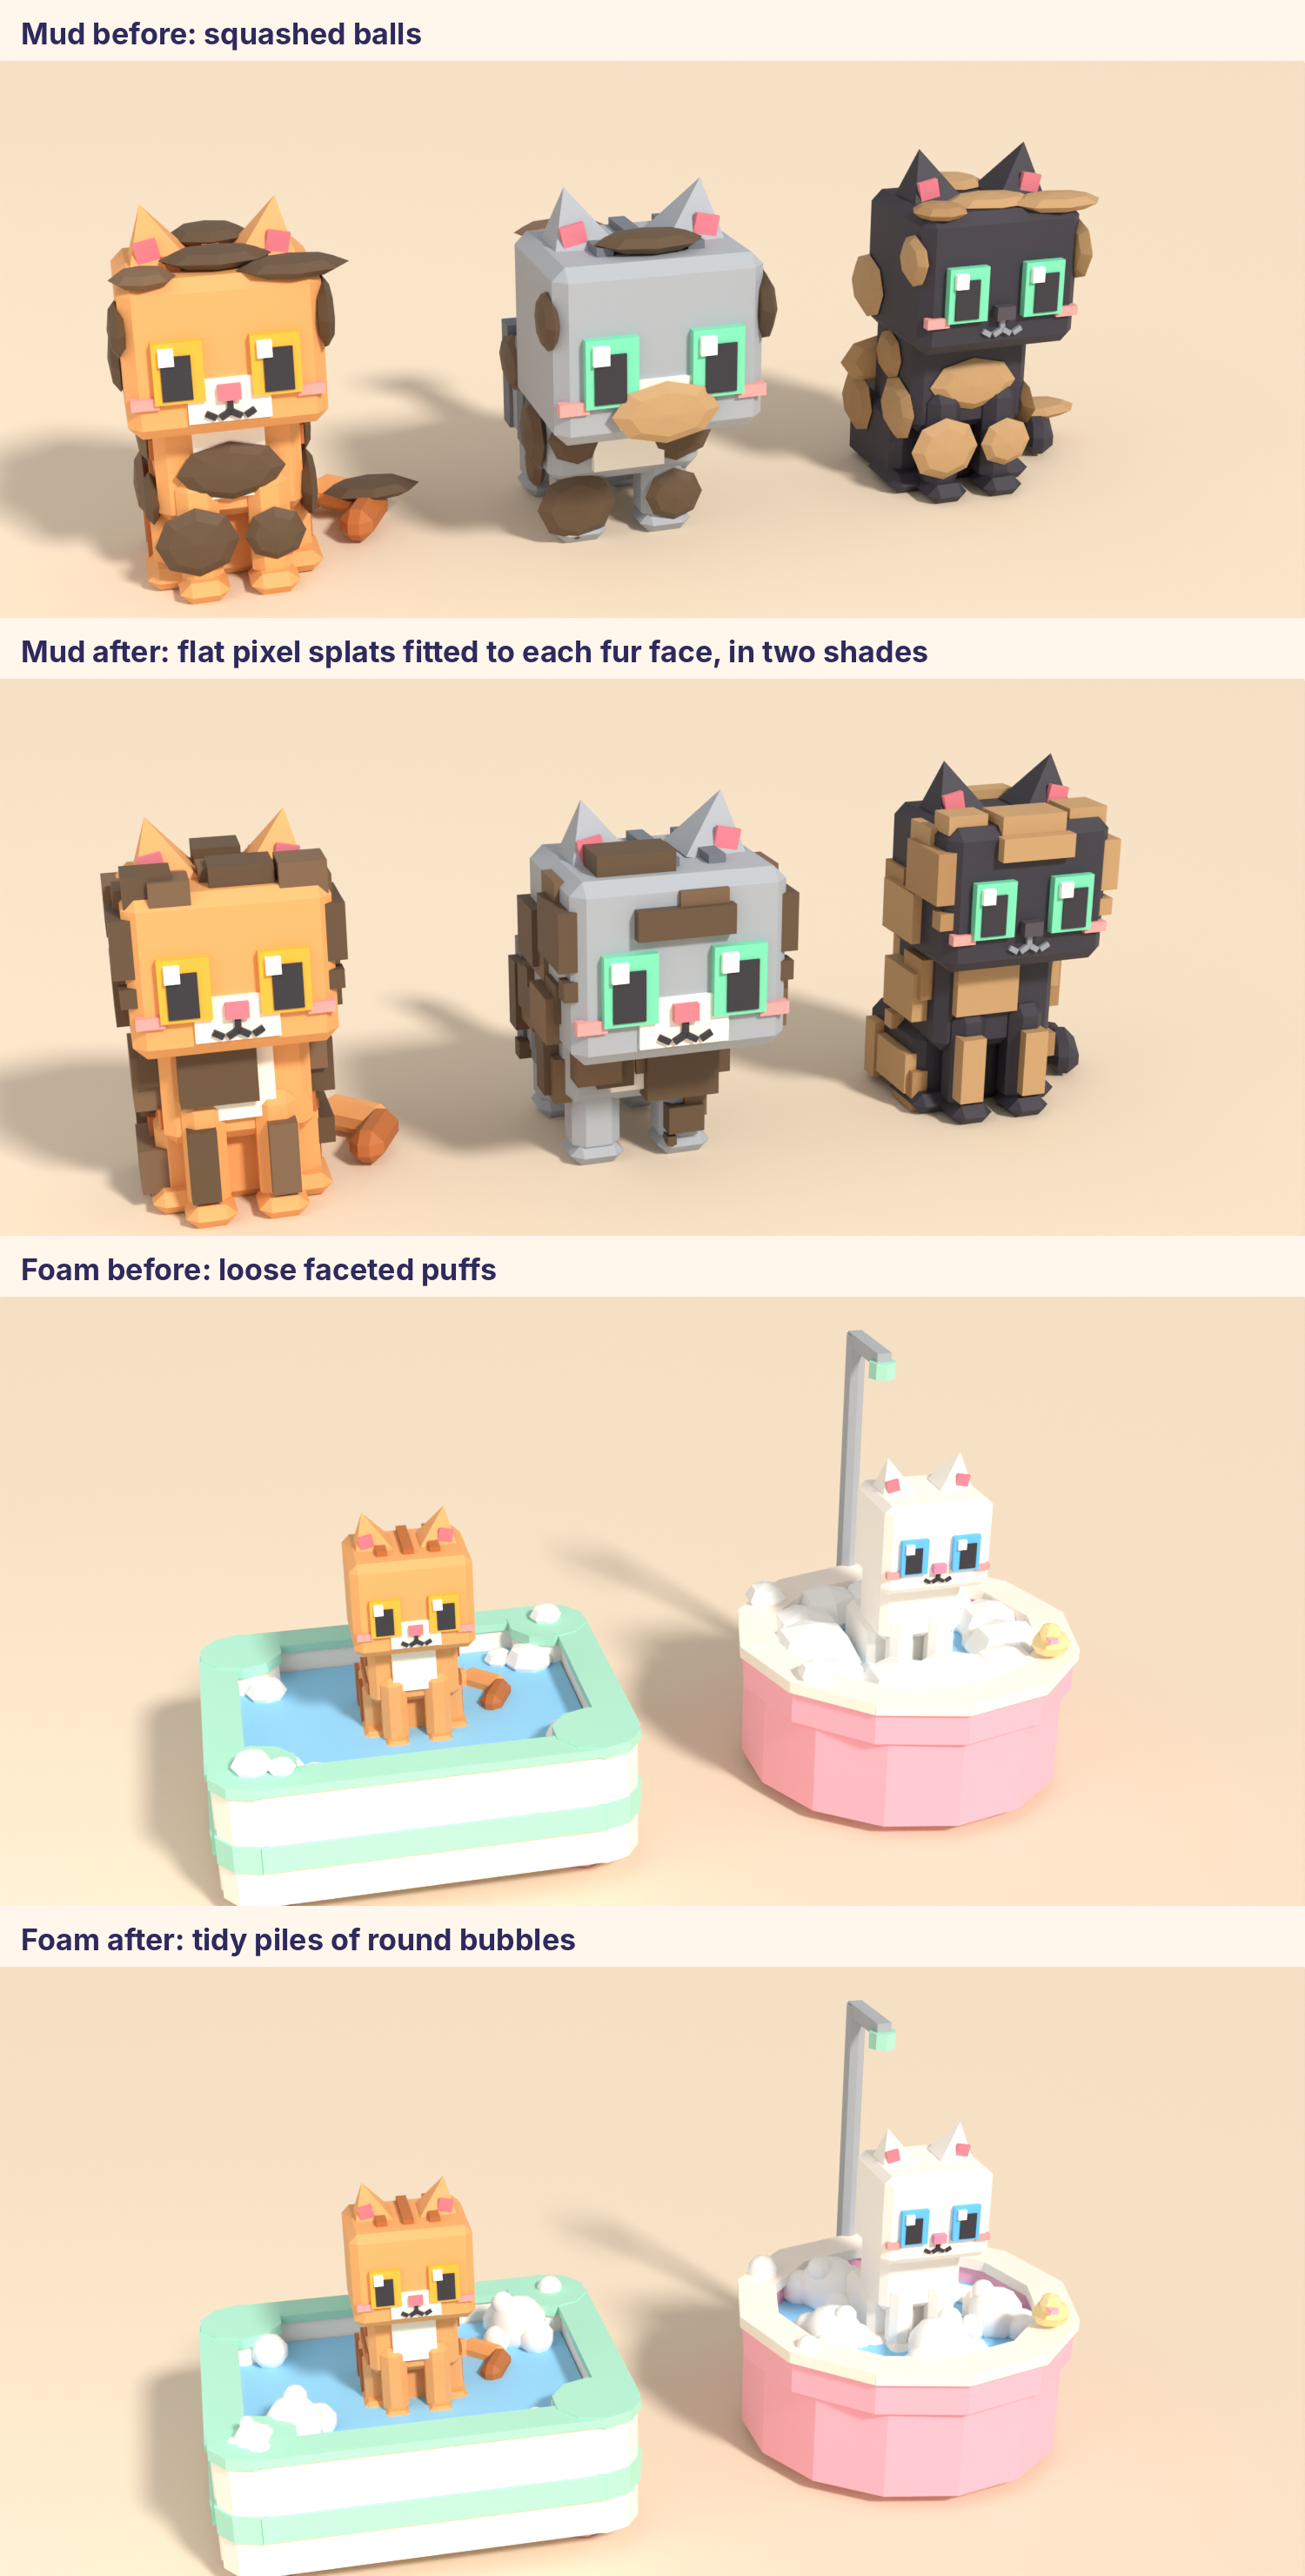 Mud before: squashed balls
Mud after: flat pixel splats fitted to each fur face, in two shades
Foam before: loose faceted puffs
Foam after: tidy piles of round bubbles